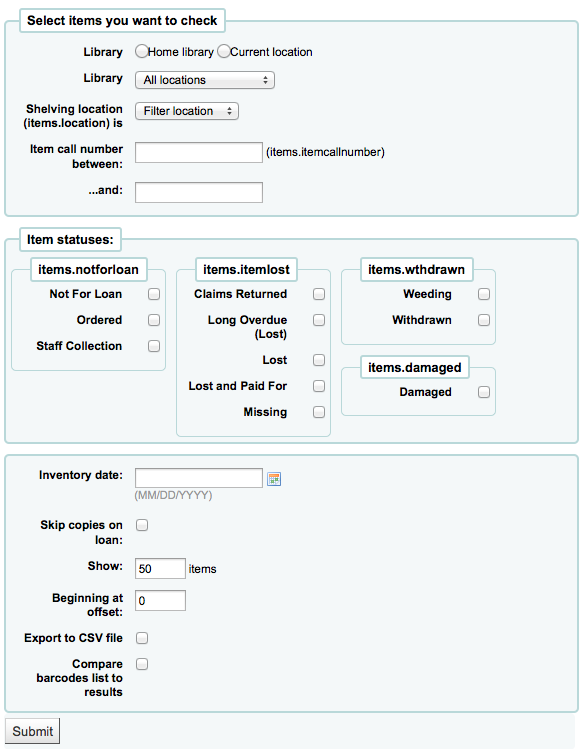 Select items you want to check
Library Home library Current location
Library All locations
Shelving location
(items.location) is Filter location
Item call number
between: (items.itemcallnumber)
...and:
Item statuses:
items.notforloan
Not For Loan
Ordered
Staff Collection
items.itemlost
Claims Returned
Long Overdue
(Lost)
Lost
Lost and Paid For
Missing
items.wthdrawn
Weeding
Withdrawn
items.damaged
Damaged
Inventory date:
(MM/DD/YYYY)
Skip copies on
loan:
Show: 50 items
Beginning at
offset: 0
Export to CSV file
Compare
barcodes list to
results
Submit